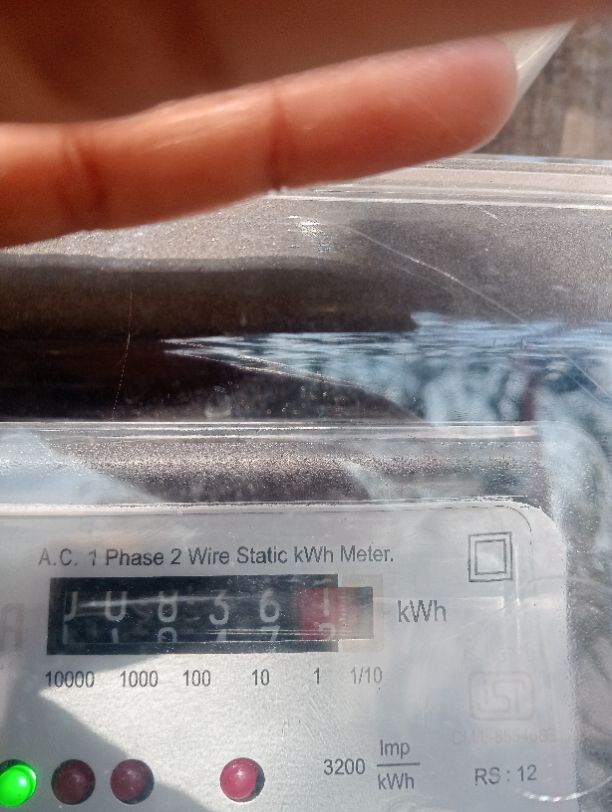 A.C. 1 Phase 2 Wire Static kWh Meter.
kWh
10000 1000 100 10 1 1/10
3200 Imp/kWh
RS : 12